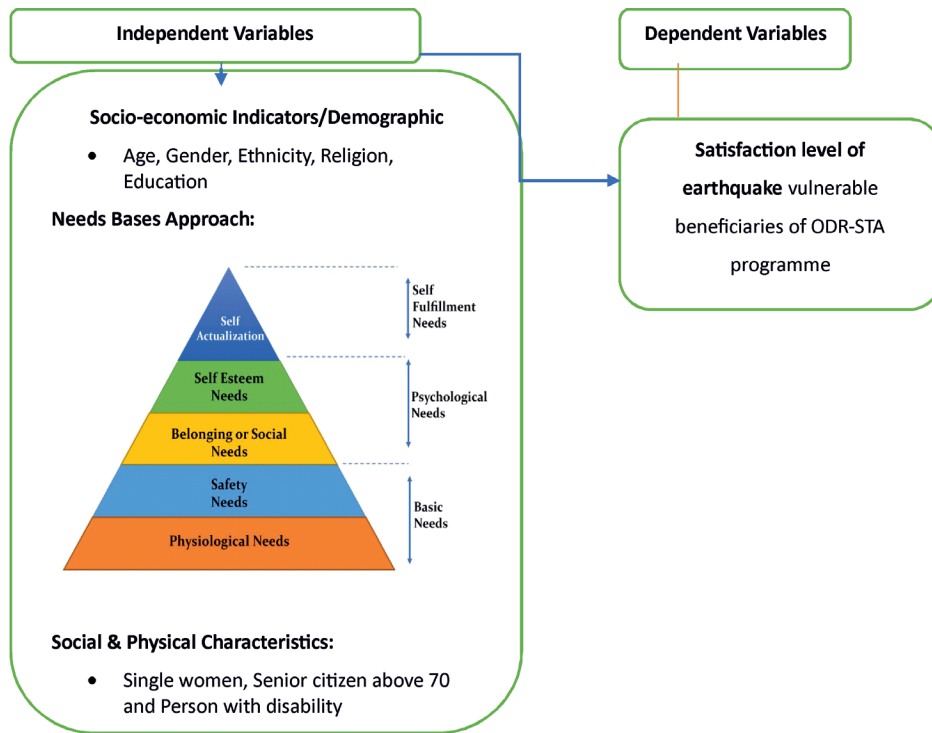 Independent Variables
Dependent Variables
Socio-economic Indicators/Demographic
• Age, Gender, Ethnicity, Religion,
Education
Needs Bases Approach:
Self
Actualization
Self Esteem
Needs
Belonging or Social
Needs
Safety
Needs
Physiological Needs
Self
Fulfillment
Needs
Psychological
Needs
Basic
Needs
Social & Physical Characteristics:
• Single women, Senior citizen above 70
and Person with disability
Satisfaction level of
earthquake vulnerable
beneficiaries of ODR-STA
programme